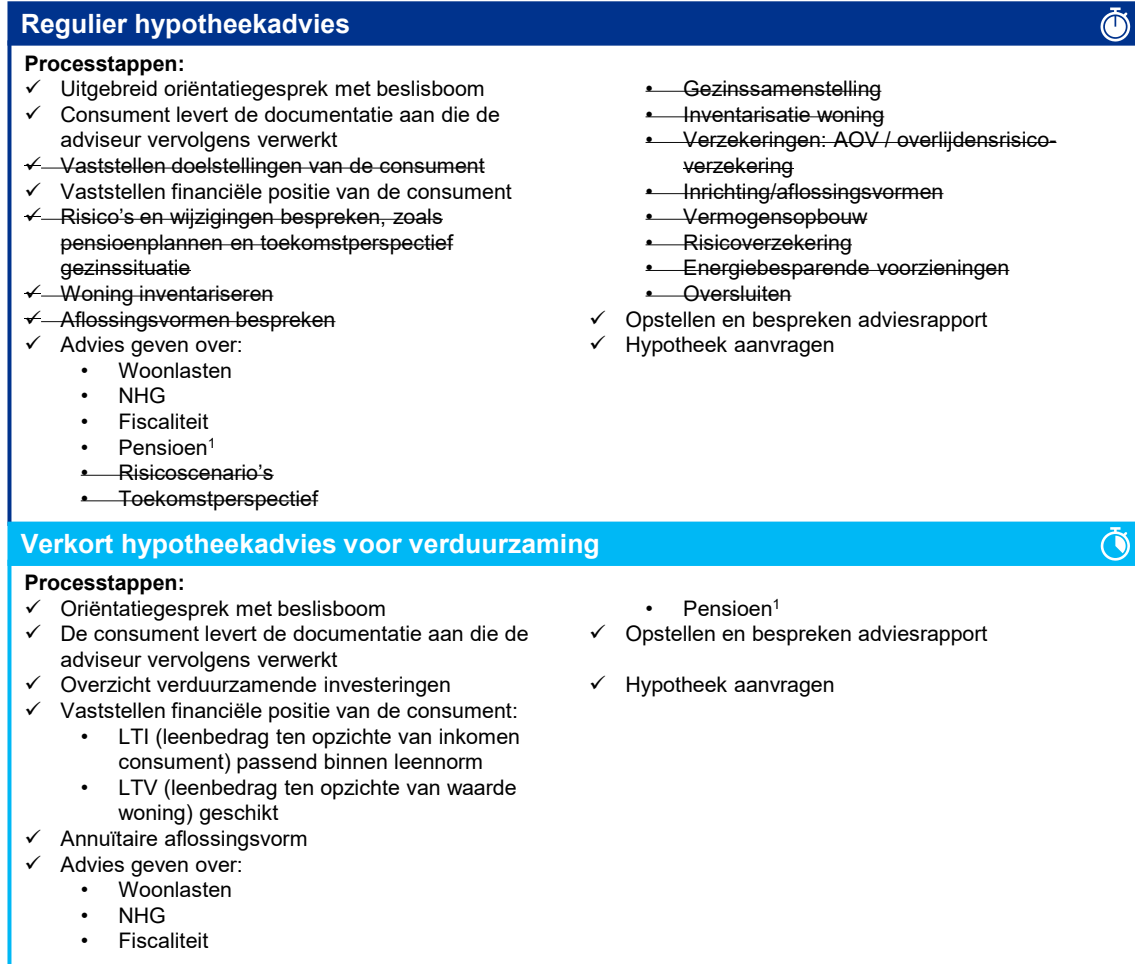 Regulier hypotheekadvies
Processtappen:
✓ Uitgebreid oriëntatiegesprek met beslisboom
✓ Consument levert de documentatie aan die de
adviseur vervolgens verwerkt
✓ Vaststellen doelstellingen van de consument
✓ Vaststellen financiële positie van de consument
✓ Risico's en wijzigingen bespreken, zoals
pensioenplannen en toekomstperspectief
gezinssituatie
✓ Woning inventariseren
✓ Aflossingsvormen bespreken
✓ Advies geven over:
• Woonlasten
• NHG
• Fiscaliteit
• Pensioen¹
• Risicoscenario's
• Toekomstperspectief
• Gezinssamenstelling
• Inventarisatie woning
• Verzekeringen: AOV / overlijdensrisico-
verzekering
• Inrichting/aflossingsvormen
• Vermogensopbouw
• Risicoverzekering
• Energiebesparende voorzieningen
• Oversluiten
✓ Opstellen en bespreken adviesrapport
✓ Hypotheek aanvragen
Verkort hypotheekadvies voor verduurzaming
Processtappen:
✓ Oriëntatiegesprek met beslisboom
✓ De consument levert de documentatie aan die de
adviseur vervolgens verwerkt
✓ Overzicht verduurzamende investeringen
✓ Vaststellen financiële positie van de consument:
• LTI (leenbedrag ten opzichte van inkomen
consument) passend binnen leennorm
• LTV (leenbedrag ten opzichte van waarde
woning) geschikt
✓ Annuïtaire aflossingsvorm
✓ Advies geven over:
• Woonlasten
• NHG
• Fiscaliteit
• Pensioen¹
✓ Opstellen en bespreken adviesrapport
✓ Hypotheek aanvragen